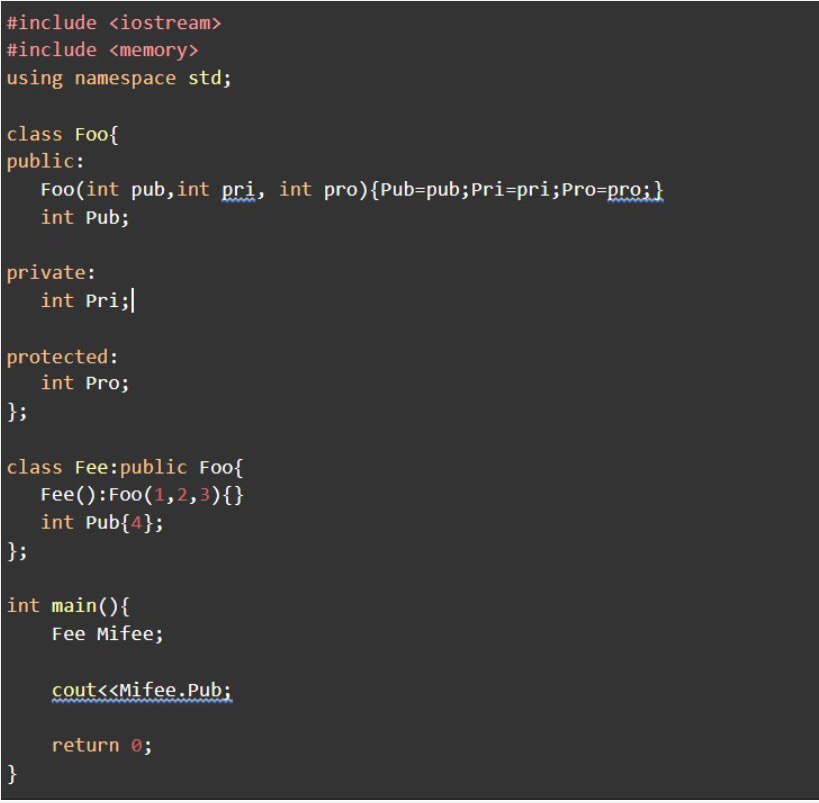 #include <iostream>
#include <memory>
using namespace std;
class Foo{
public:
Foo(int pub,int pri, int pro){Pub=pub;Pri=pri;Pro=pro;}
int Pub;
private:
int Pri;
protected:
int Pro;
};
class Fee:public Foo{
Fee():Foo(1,2,3){}
int Pub{4};
};
int main(){
Fee Mifee;
cout<<Mifee.Pub;
return 0;
}